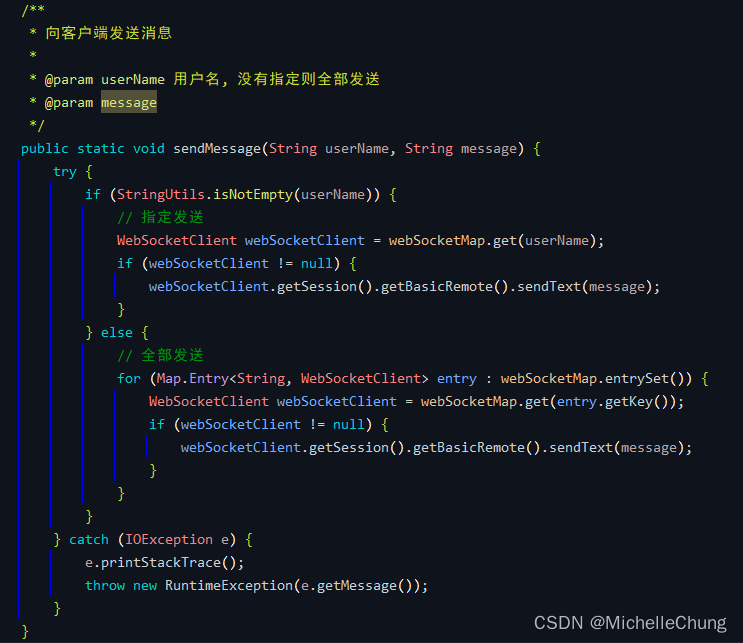 /**
 * 向客户端发送消息
 *
 * @param userName 用户名, 没有指定则全部发送
 * @param message
 */
public static void sendMessage(String userName, String message) {
    try {
        if (StringUtils.isNotEmpty(userName)) {
            // 指定发送
            WebSocketClient webSocketClient = webSocketMap.get(userName);
            if (webSocketClient != null) {
                webSocketClient.getSession().getBasicRemote().sendText(message);
            }
        } else {
            // 全部发送
            for (Map.Entry<String, WebSocketClient> entry : webSocketMap.entrySet()) {
                WebSocketClient webSocketClient = webSocketMap.get(entry.getKey());
                if (webSocketClient != null) {
                    webSocketClient.getSession().getBasicRemote().sendText(message);
                }
            }
        }
    } catch (IOException e) {
        e.printStackTrace();
        throw new RuntimeException(e.getMessage());
    }
}
CSDN @MichelleChung